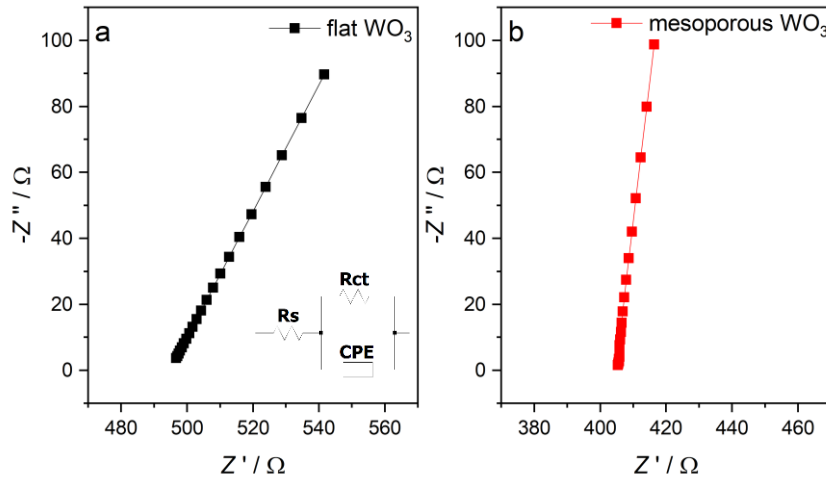 a
flat WO₃
-Z'' / Ω
100
80
60
40
20
0
Rct
Rs
CPE
480
500
520
540
560
Z' / Ω
b
mesoporous WO₃
-Z'' / Ω
100
80
60
40
20
0
380
400
420
440
460
Z' / Ω